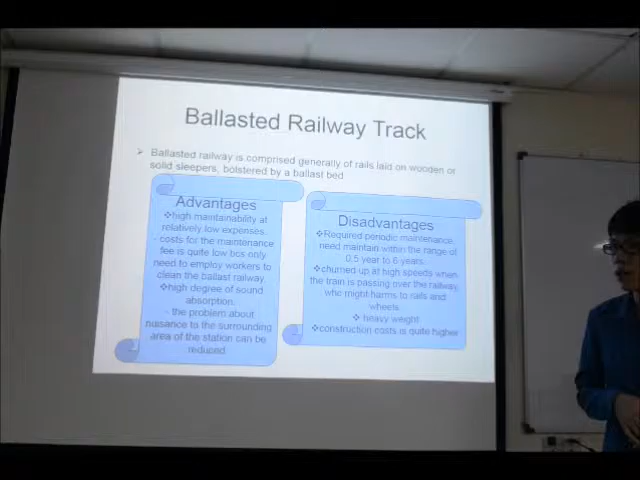 Ballasted Railway Track
Ballasted railway is comprised generally of rails laid on wooden or
solid sleepers, bolstered by a ballast bed
Advantages
❖high maintainability at
relatively low expenses.
- costs for the maintenance
fee is quite low bcs only
need to employ workers to
clean the ballast railway.
❖high degree of sound
absorption.
- the problem about
nuisance to the surrounding
area of the station can be
reduced
Disadvantages
❖Required periodic maintenance,
need maintain within the range of
0.5 year to 6 years.
❖churned up at high speeds when
the train is passing over the railway,
who might harms to rails and
wheels.
❖ heavy weight
❖construction costs is quite higher